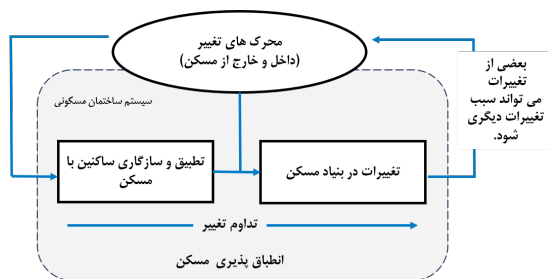 محرک های تغییر
(داخل و خارج از مسکن)
بعضی از
تغییرات
می تواند سبب
تغییرات دیگری
شود.
سیستم ساختمان مسکونی
تطبیق و سازگاری ساکنین با
مسکن
تغییرات در بنیاد مسکن
تداوم تغییر
انطباق پذیری مسکن